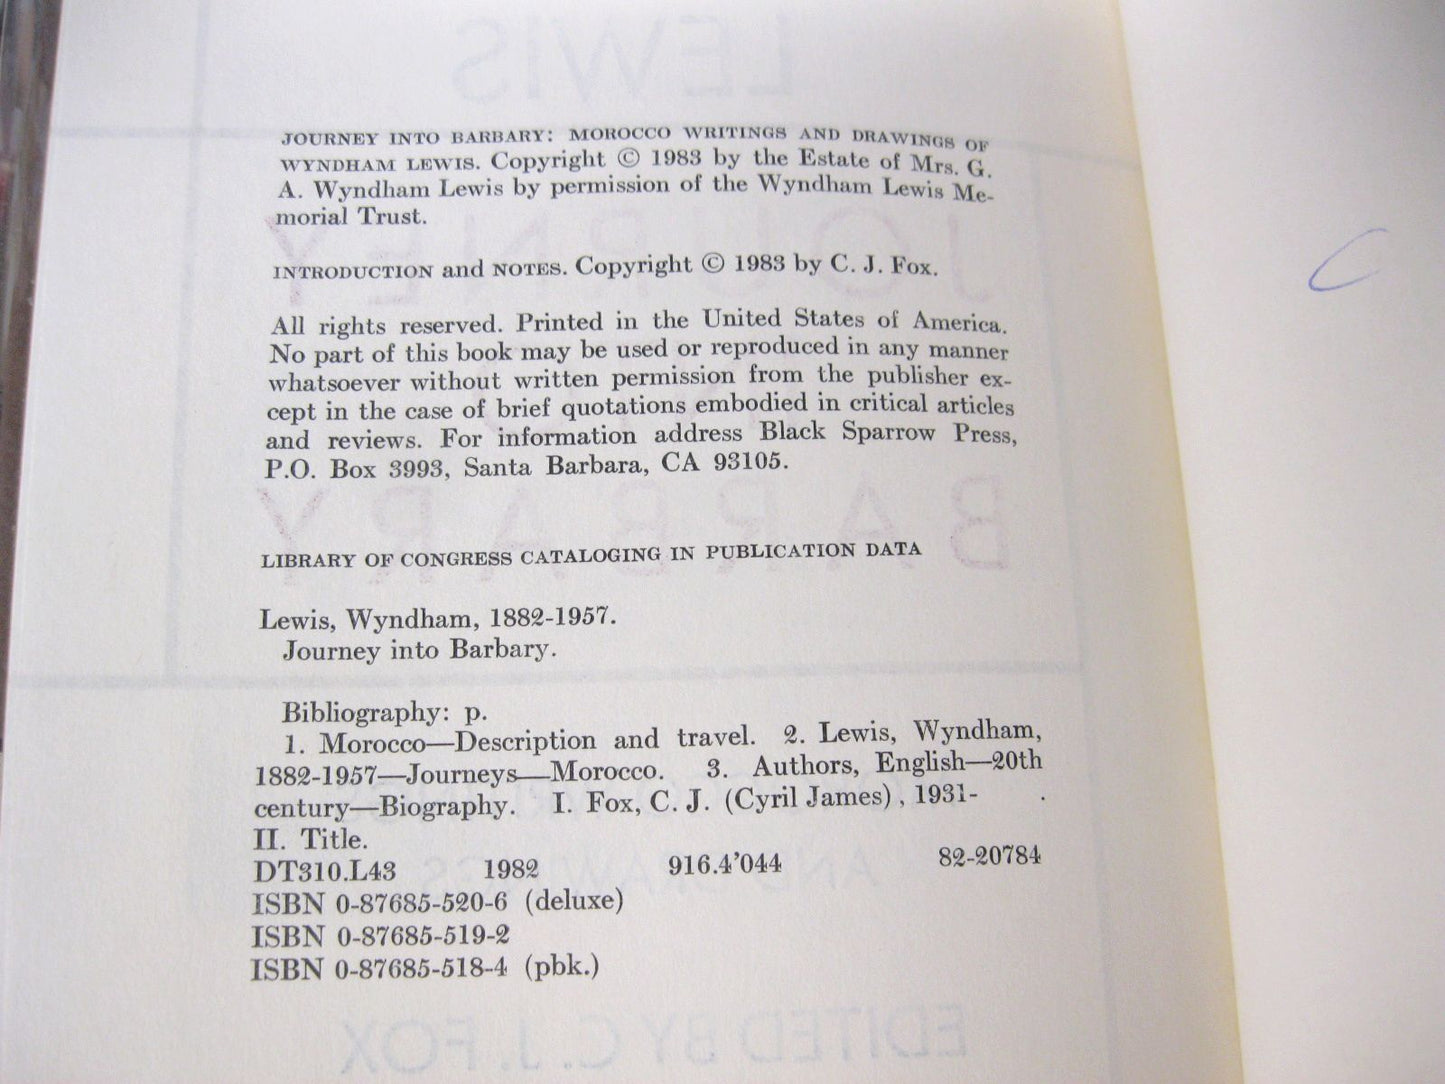 JOURNEY INTO BARBARY: MOROCCO WRITINGS AND DRAWINGS OF
WYNDHAM LEWIS. Copyright © 1983 by the Estate of Mrs. G.
A. Wyndham Lewis by permission of the Wyndham Lewis Me-
morial Trust.
INTRODUCTION and NOTES. Copyright © 1983 by C. J. Fox.
All rights reserved. Printed in the United States of America.
No part of this book may be used or reproduced in any manner
whatsoever without written permission from the publisher ex-
cept in the case of brief quotations embodied in critical articles
and reviews. For information address Black Sparrow Press,
P.O. Box 3993, Santa Barbara, CA 93105.
LIBRARY OF CONGRESS CATALOGING IN PUBLICATION DATA
Lewis, Wyndham, 1882-1957.
Journey into Barbary.
Bibliography: p.
1. Morocco—Description and travel. 2. Lewis, Wyndham,
1882-1957—Journeys—Morocco. 3. Authors, English—20th
century—Biography. I. Fox, C. J. (Cyril James), 1931- .
II. Title.
DT310.L43 1982 916.4'044 82-20784
ISBN 0-87685-520-6 (deluxe)
ISBN 0-87685-519-2
ISBN 0-87685-518-4 (pbk.)